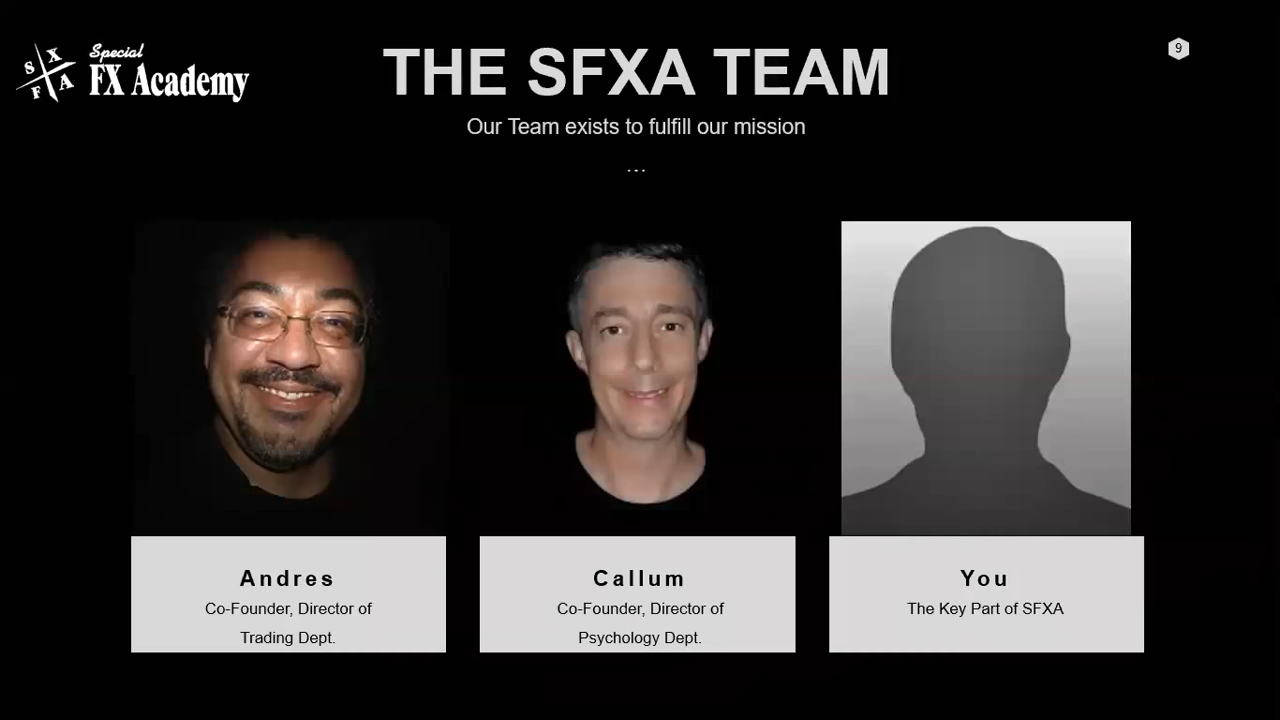 S X F A
Special
FX Academy
THE SFXA TEAM
9
Our Team exists to fulfill our mission
...
Andres
Co-Founder, Director of
Trading Dept.
Callum
Co-Founder, Director of
Psychology Dept.
You
The Key Part of SFXA